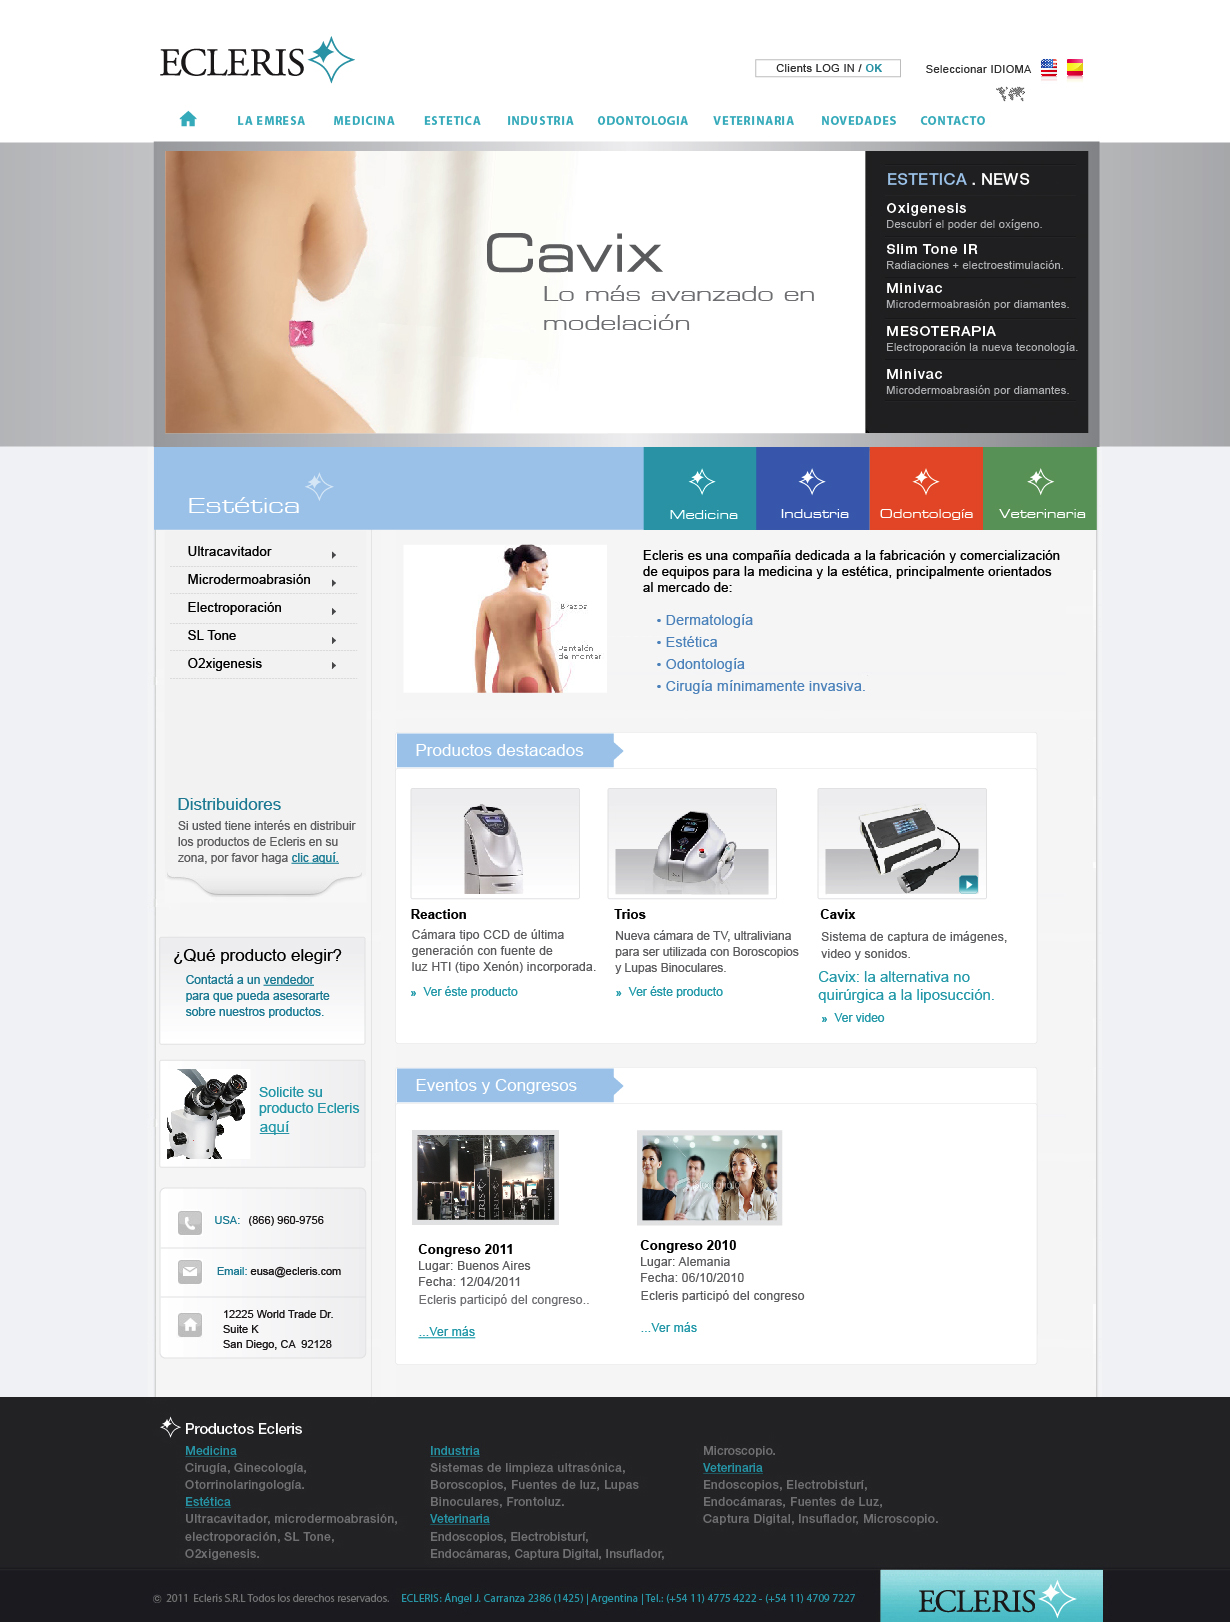 ECLERIS
Clients LOG IN / OK
Seleccionar IDIOMA
LA EMRESA MEDICINA ESTETICA INDUSTRIA ODONTOLOGIA VETERINARIA NOVEDADES CONTACTO
Cavix
Lo más avanzado en
modelación
ESTETICA . NEWS
Oxigenesis
Descubrí el poder del oxígeno.
Slim Tone IR
Radiaciones + electroestimulación.
Minivac
Microdermoabrasión por diamantes.
MESOTERAPIA
Electroporación la nueva teconología.
Minivac
Microdermoabrasión por diamantes.
Estética
Medicina
Industria
Odontología
Veterinaria
Ultracavitador
Microdermoabrasión
Electroporación
SL Tone
O2xigenesis
Brazos
Pantalón
de montar
Ecleris es una compañía dedicada a la fabricación y comercialización
de equipos para la medicina y la estética, principalmente orientados
al mercado de:
• Dermatología
• Estética
• Odontología
• Cirugía mínimamente invasiva.
Distribuidores
Si usted tiene interés en distribuir
los productos de Ecleris en su
zona, por favor haga clic aquí.
¿Qué producto elegir?
Contactá a un vendedor
para que pueda asesorarte
sobre nuestros productos.
Solicite su
producto Ecleris
aquí
USA: (866) 960-9756
Email: eusa@ecleris.com
12225 World Trade Dr.
Suite K
San Diego, CA 92128
Productos destacados
Reaction
Cámara tipo CCD de última
generación con fuente de
luz HTI (tipo Xenón) incorporada.
» Ver éste producto
Trios
Nueva cámara de TV, ultraliviana
para ser utilizada con Boroscopios
y Lupas Binoculares.
» Ver éste producto
Cavix
Sistema de captura de imágenes,
video y sonidos.
Cavix: la alternativa no
quirúrgica a la liposucción.
» Ver video
Eventos y Congresos
ECLERIS
Congreso 2011
Lugar: Buenos Aires
Fecha: 12/04/2011
Ecleris participó del congreso..
...Ver más
Congreso 2010
Lugar: Alemania
Fecha: 06/10/2010
Ecleris participó del congreso
...Ver más
Productos Ecleris
Medicina
Cirugía, Ginecología,
Otorrinolaringología.
Estética
Ultracavitador, microdermoabrasión,
electroporación, SL Tone,
O2xigenesis.
Industria
Sistemas de limpieza ultrasónica,
Boroscopios, Fuentes de luz, Lupas
Binoculares, Frontoluz.
Veterinaria
Endoscopios, Electrobisturí,
Endocámaras, Captura Digital, Insuflador,
Microscopio.
Veterinaria
Endoscopios, Electrobisturí,
Endocámaras, Fuentes de Luz,
Captura Digital, Insuflador, Microscopio.
© 2011 Ecleris S.R.L Todos los derechos reservados. ECLERIS: Ángel J. Carranza 2386 (1425) | Argentina | Tel.: (+54 11) 4775 4222 - (+54 11) 4709 7227
ECLERIS